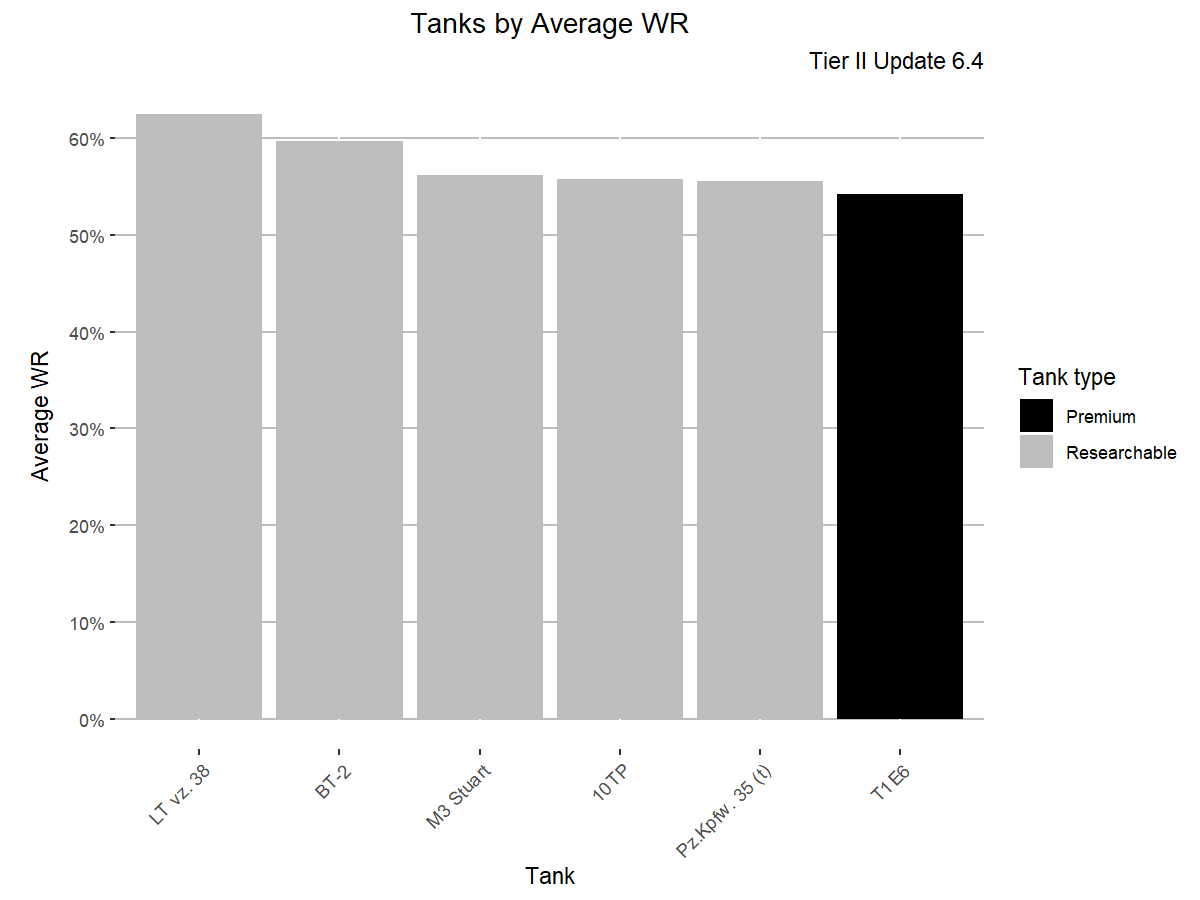 Tanks by Average WR
Tier II Update 6.4
Average WR
60%
50%
40%
30%
20%
10%
0%
LT vz. 38
BT-2
M3 Stuart
10TP
Pz.Kpfw. 35 (t)
T1E6
Tank
Tank type
Premium
Researchable